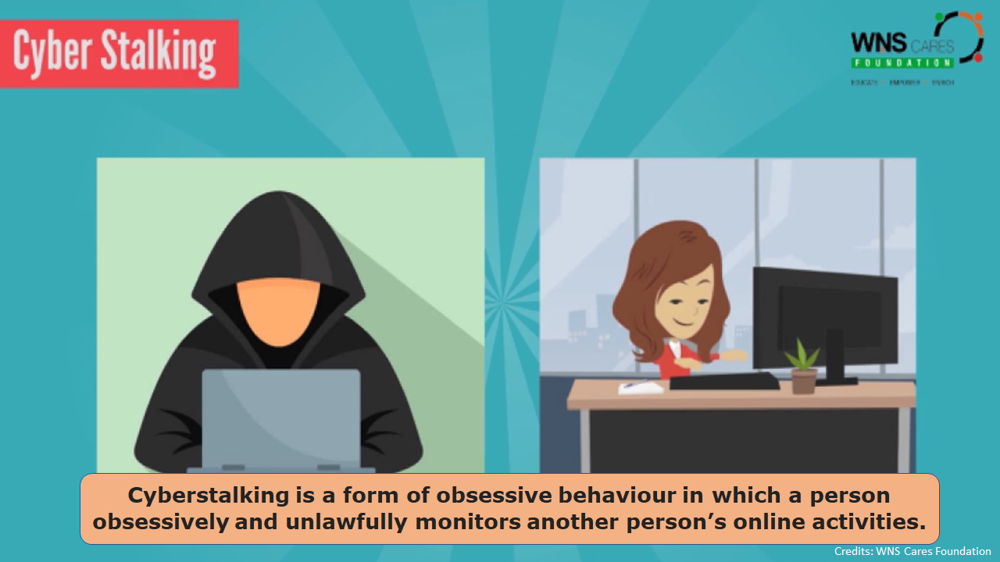 Cyber Stalking
WNS CARES
FOUNDATION
EDUCATE EMPOWER ENRICH
Cyberstalking is a form of obsessive behaviour in which a person
obsessively and unlawfully monitors another person’s online activities.
Credits: WNS Cares Foundation